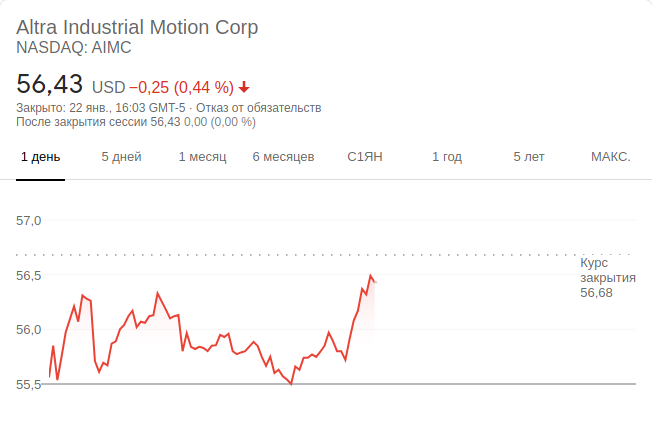 Altra Industrial Motion Corp
NASDAQ: AIMC
56,43 USD −0,25 (0,44 %)
Закрыто: 22 янв., 16:03 GMT-5 · Отказ от обязательств
После закрытия сессии 56,43 0,00 (0,00 %)
1 день 5 дней 1 месяц 6 месяцев С1ЯН 1 год 5 лет МАКС.
57,0
56,5
56,0
55,5
Курс
закрытия
56,68